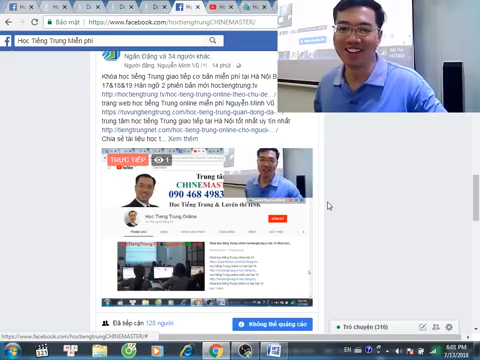 Bảo mật
https://www.facebook.com/hoctiengtrungCHINEMASTER/
Học Tiếng Trung Miễn phí
Ngân Đặng và 34 người khác.
Người đăng: Nguyễn Minh Vũ
14 phút
Khóa học tiếng Trung giao tiếp cơ bản miễn phí tại Hà Nội B
17&18&19 Hán ngữ 2 phiên bản mới hoctiengtrung.tv
http://hoctiengtrung.tv/hoc-tieng-trung-online-theo-chu-de...
trang web học tiếng Trung online miễn phí Nguyễn Minh Vũ
https://tuvungtiengtrung.com/hoc-tieng-trung-quan-dong-da-
trung tâm học tiếng Trung giao tiếp tại Hà Nội tốt nhất uy tín nhất
http://tiengtrungnet.com/hoc-tieng-trung-online-cho-nguoi-...
Chia sẻ tài liệu học t... Xem thêm
TRỰC TIẾP
1
Trung tâ
CHINEMAS
090 468 4983
Học Tiếng Trung & Luyện thi HSK
Học Tiếng Trung Online
Đã tiếp cận 128 người
Không thể quảng cáo
Trò chuyện (316)
https://www.facebook.com/hoctiengtrungCHINEMASTER/#
6:01 PM
7/13/2018